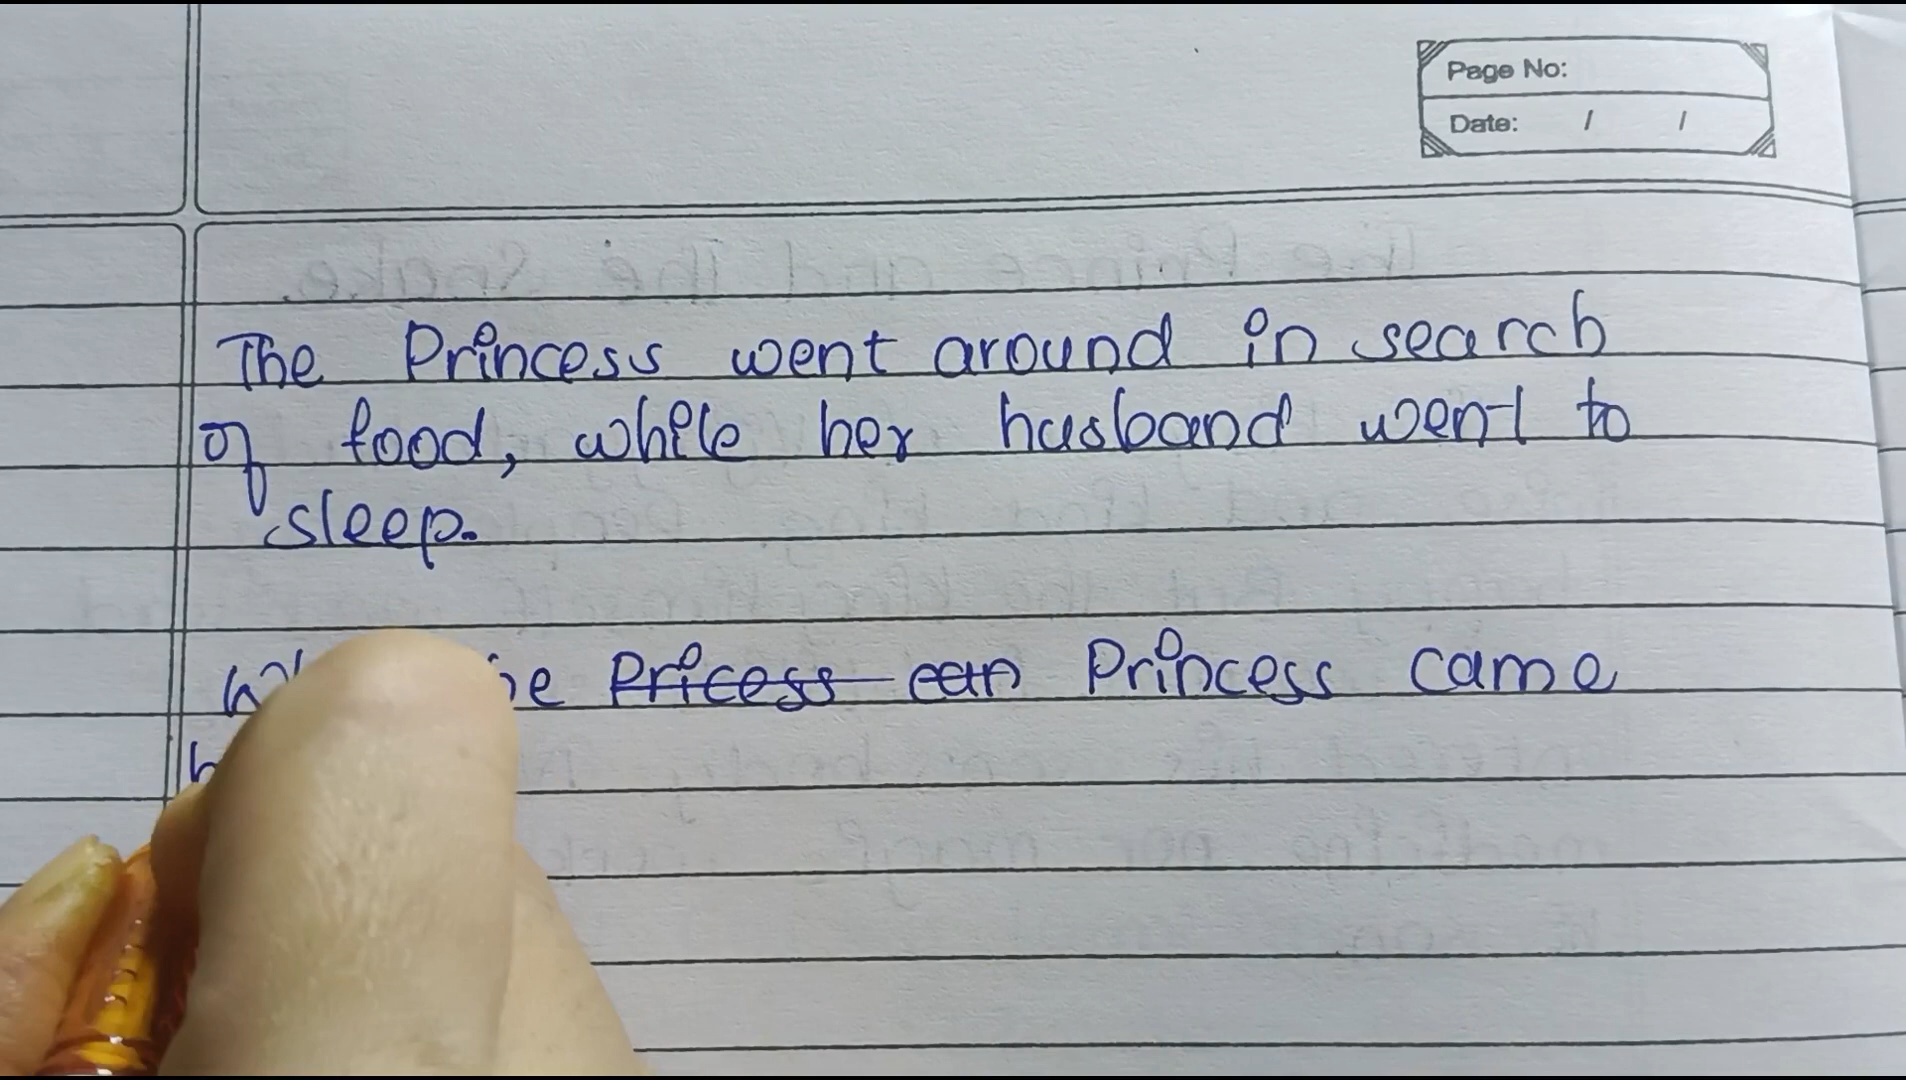 Page No:
Date: / /
The Princess went around in search
of food, while her husband went to
sleep.
Pricess can Princess came